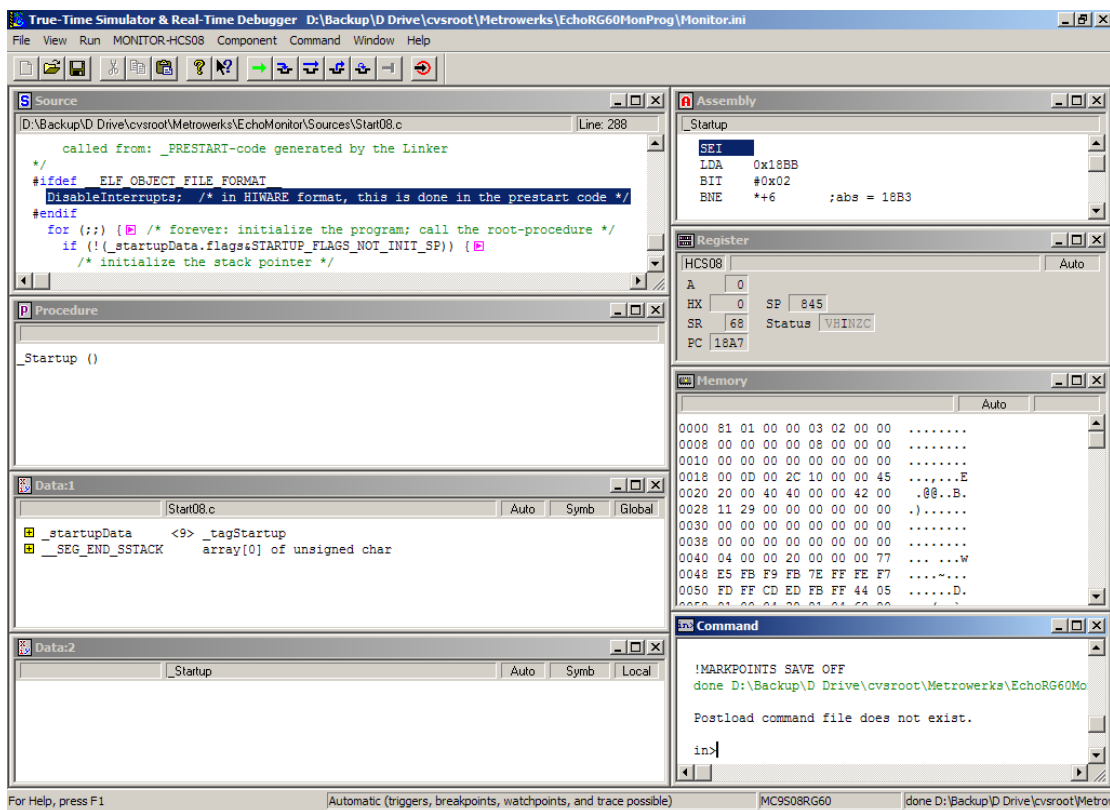 True-Time Simulator & Real-Time Debugger D:\Backup\D Drive\cvsroot\Metrowerks\EchoRG60MonProg\Monitor.ini
File View Run MONITOR-HCS08 Component Command Window Help
Source
D:\Backup\D Drive\cvsroot\Metrowerks\EchoMonitor\Sources\Start08.c Line: 288
called from: _PRESTART-code generated by the Linker
*/
#ifdef __ELF_OBJECT_FILE_FORMAT__
DisableInterrupts; /* in HIWARE format, this is done in the prestart code */
#endif
for (;;) { /* forever: initialize the program; call the root-procedure */
if (!(_startupData.flags&STARTUP_FLAGS_NOT_INIT_SP)) {
/* initialize the stack pointer */
Procedure
_Startup ()
Data:1
Start08.c Auto Symb Global
_startupData <9> _tagStartup
__SEG_END_SSTACK array[0] of unsigned char
Data:2
_Startup Auto Symb Local
Assembly
_Startup
SEI
LDA 0x18BB
BIT #0x02
BNE *+6 ;abs = 18B3
Register
HCS08 Auto
A 0
HX 0 SP 845
SR 68 Status VHINZC
PC 18A7
Memory
Auto
0000 81 01 00 00 03 02 00 00 ........
0008 00 00 00 00 08 00 00 00 ........
0010 00 00 00 00 00 00 00 00 ........
0018 00 0D 00 2C 10 00 00 45 ...,...E
0020 20 00 40 40 00 00 42 00 .@@..B.
0028 11 29 00 00 00 00 00 00 .)......
0030 00 00 00 00 00 00 00 00 ........
0038 00 00 00 00 00 00 00 00 ........
0040 04 00 00 20 00 00 00 77 ... ...w
0048 E5 FB F9 FB 7E FF FE F7 ....~...
0050 FD FF CD ED FB FF 44 05 ......D.
Command
!MARKPOINTS SAVE OFF
done D:\Backup\D Drive\cvsroot\Metrowerks\EchoRG60Mo
Postload command file does not exist.
in>
For Help, press F1 Automatic (triggers, breakpoints, watchpoints, and trace possible) MC9S08RG60 done D:\Backup\D Drive\cvsroot\Metrow